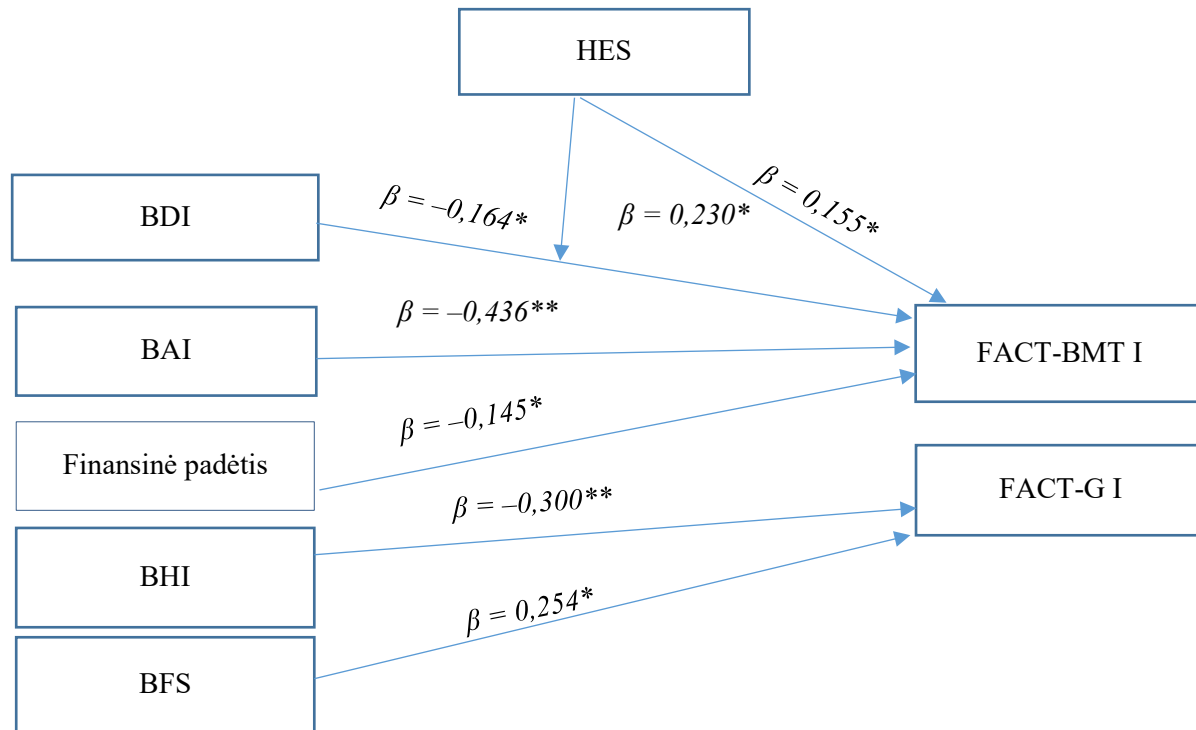 HES
BDI
β = –0,164*
β = 0,230*
β = 0,155*
BAI
β = –0,436**
FACT-BMT I
Finansinė padėtis
β = –0,145*
FACT-G I
β = –0,300**
BHI
β = 0,254*
BFS